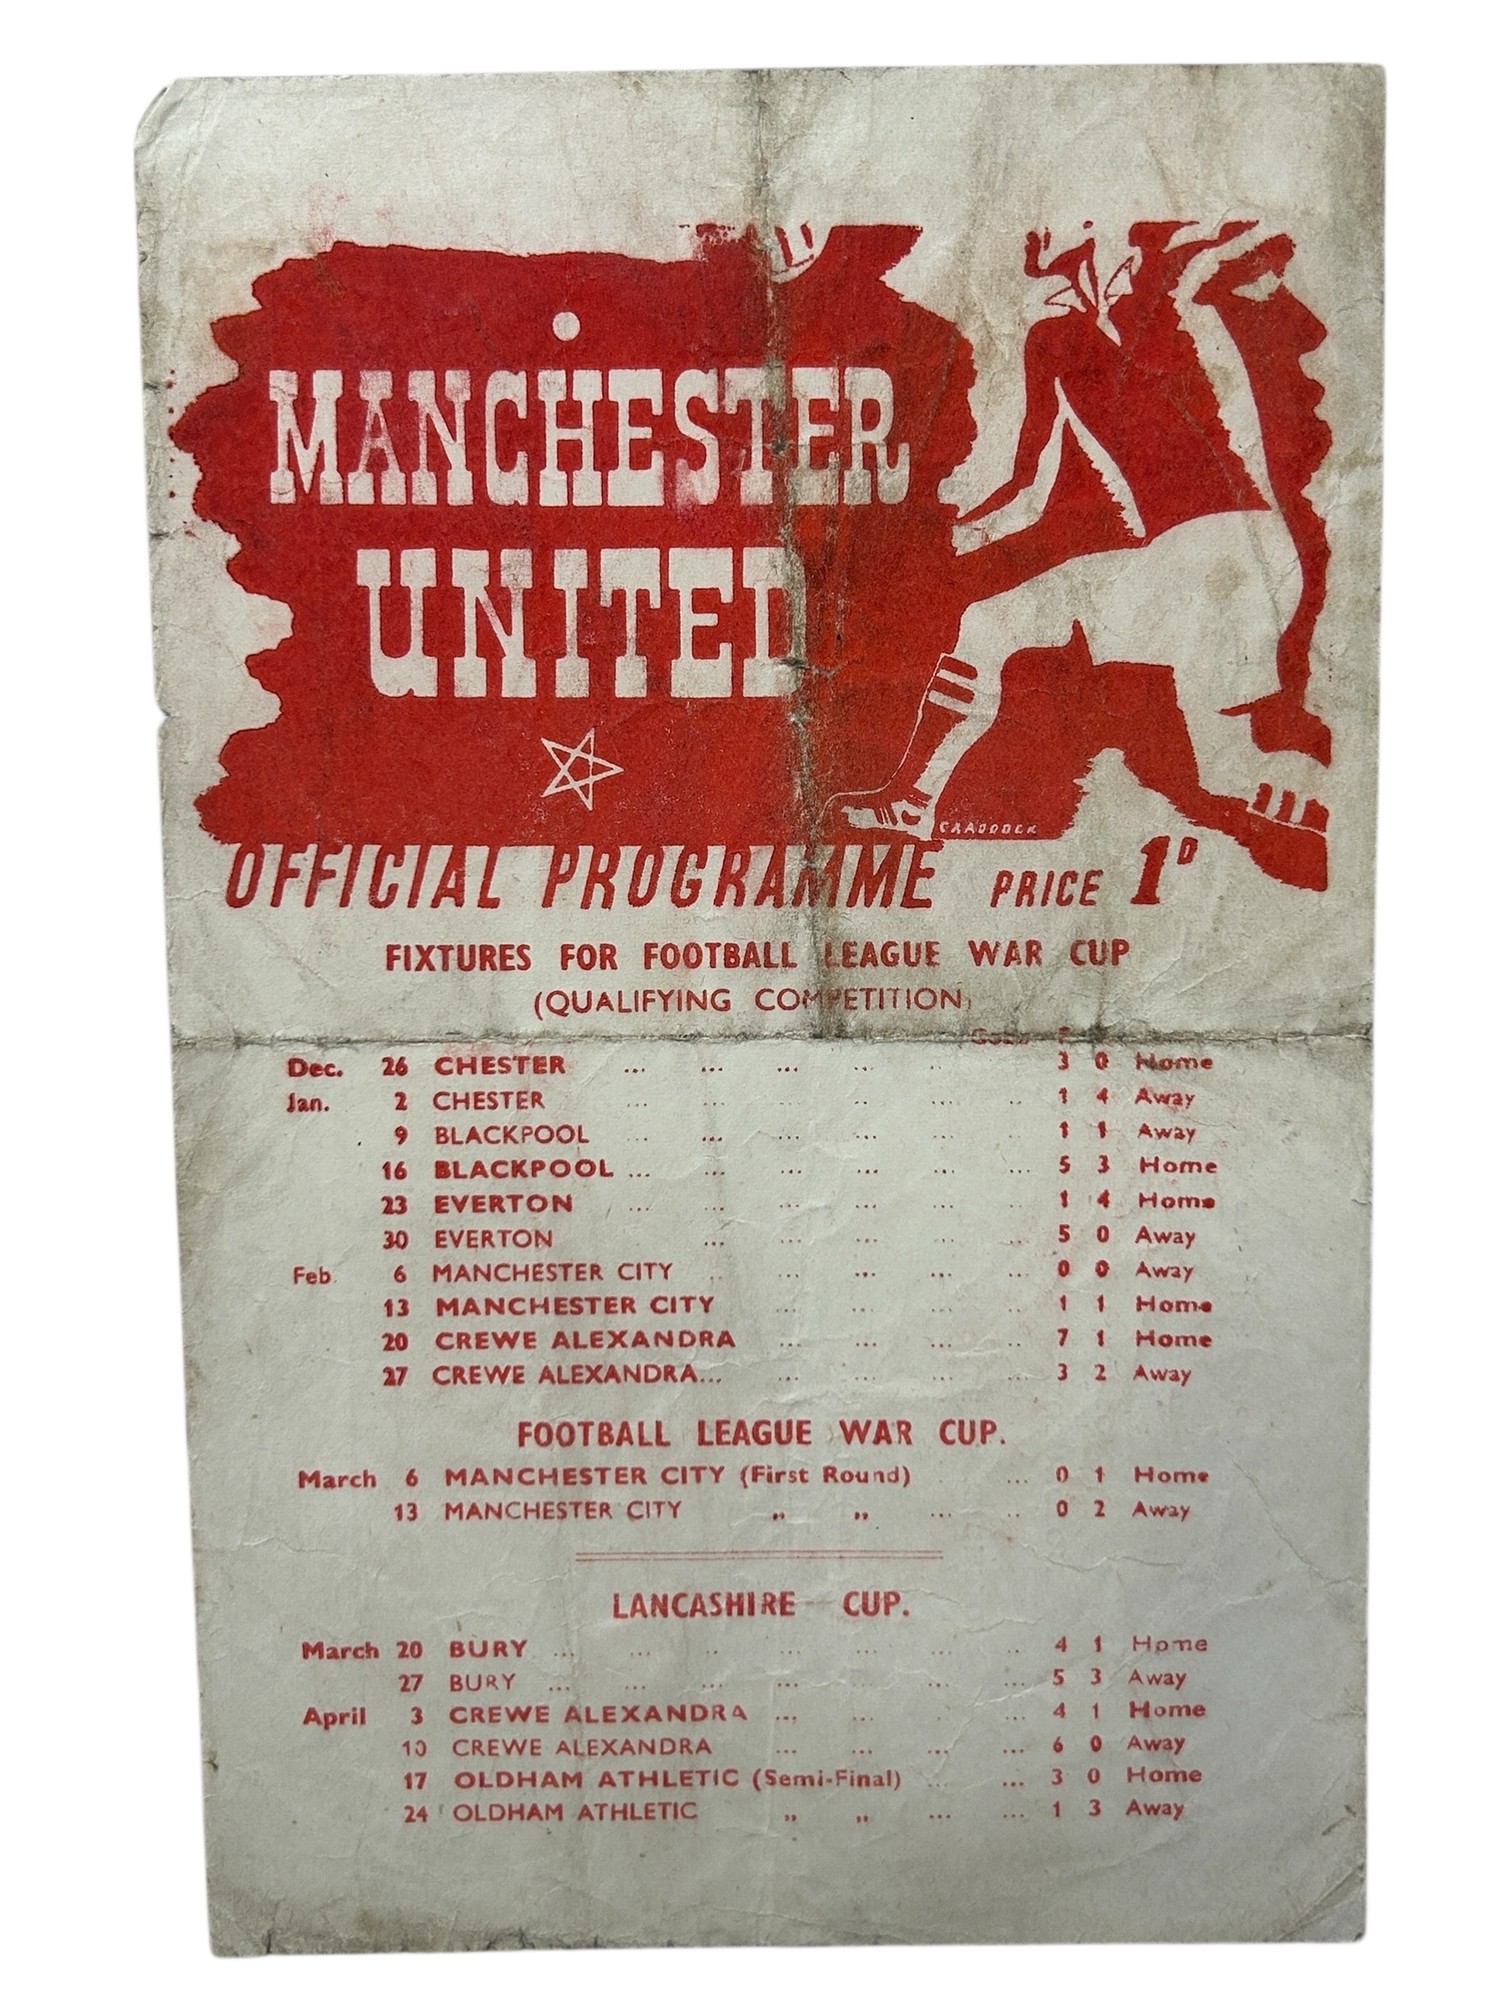 MANCHESTER
UNITED
CRADDOCK
OFFICIAL PROGRAMME PRICE 1D
FIXTURES FOR FOOTBALL LEAGUE WAR CUP
(QUALIFYING COMPETITION)
Dec. 26 CHESTER ... ... ... ... .. 3 0 Home
Jan. 2 CHESTER ... ... ... .. ... .. 1 4 Away
9 BLACKPOOL ... ... ... ... ... .. 1 1 Away
16 BLACKPOOL ... ... ... ... ... ... 5 3 Home
23 EVERTON ... ... ... ... ... ... 1 4 Home
30 EVERTON ... ... ... ... ... 5 0 Away
Feb 6 MANCHESTER CITY .. ... ... ... ... 0 0 Away
13 MANCHESTER CITY ... ... ... .. 1 1 Home
20 CREWE ALEXANDRA ... ... ... .. 7 1 Home
27 CREWE ALEXANDRA... ... ... ... ... 3 2 Away
FOOTBALL LEAGUE WAR CUP.
March 6 MANCHESTER CITY (First Round) ... 0 1 Home
13 MANCHESTER CITY ,, ,, ... .. 0 2 Away
LANCASHIRE CUP.
March 20 BURY ... ... .. ... ... ... .. 4 1 Home
27 BURY ... ... ... ... ... ... ... 5 3 Away
April 3 CREWE ALEXANDRA ... ... ... ... 4 1 Home
10 CREWE ALEXANDRA ... ... ... ... 6 0 Away
17 OLDHAM ATHLETIC (Semi-Final) ... ... 3 0 Home
24 OLDHAM ATHLETIC ,, ,, ... ... 1 3 Away